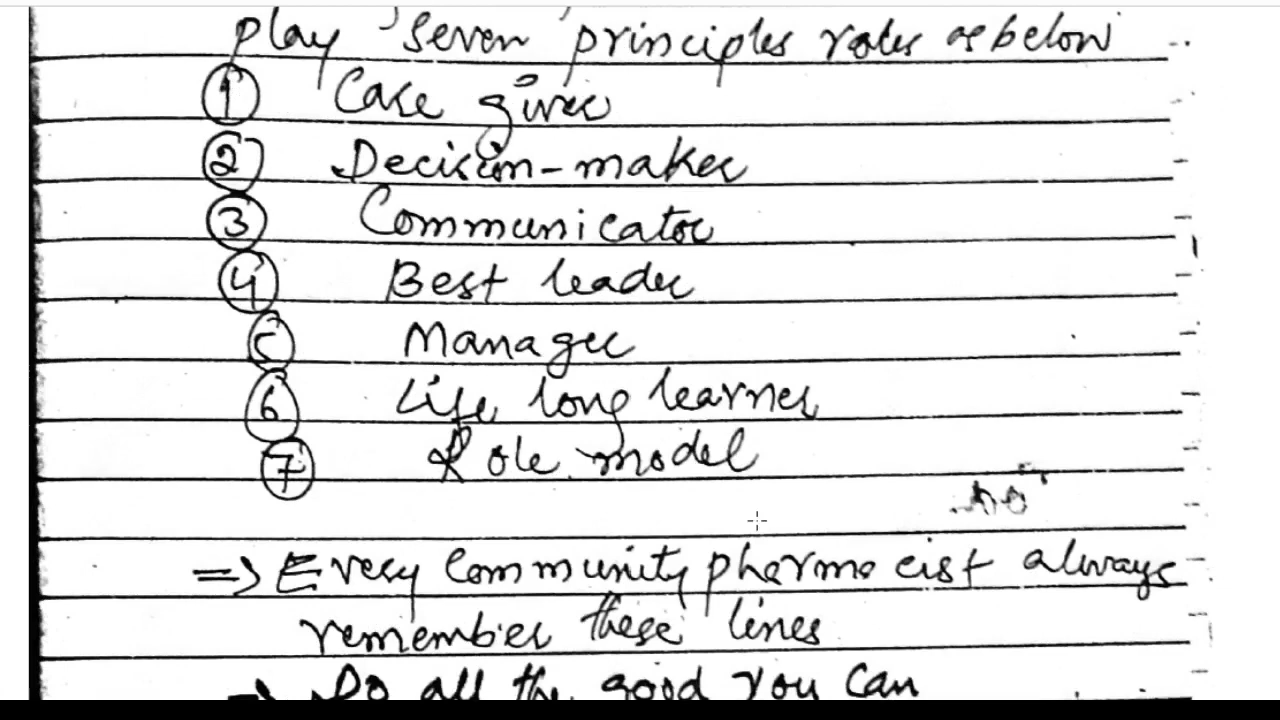 play seven principles roles as below
① Care giver
② Decision-maker
③ Communicator
④ Best leader
⑤ Manager
⑥ Life long learner
⑦ Role model
=> Every Community pharmacist always
remember these lines
→ Do all the good you can